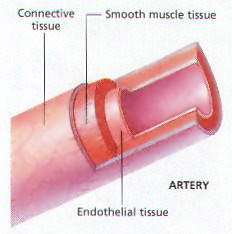 Connective
tissue
Smooth muscle tissue
ARTERY
Endothelial tissue